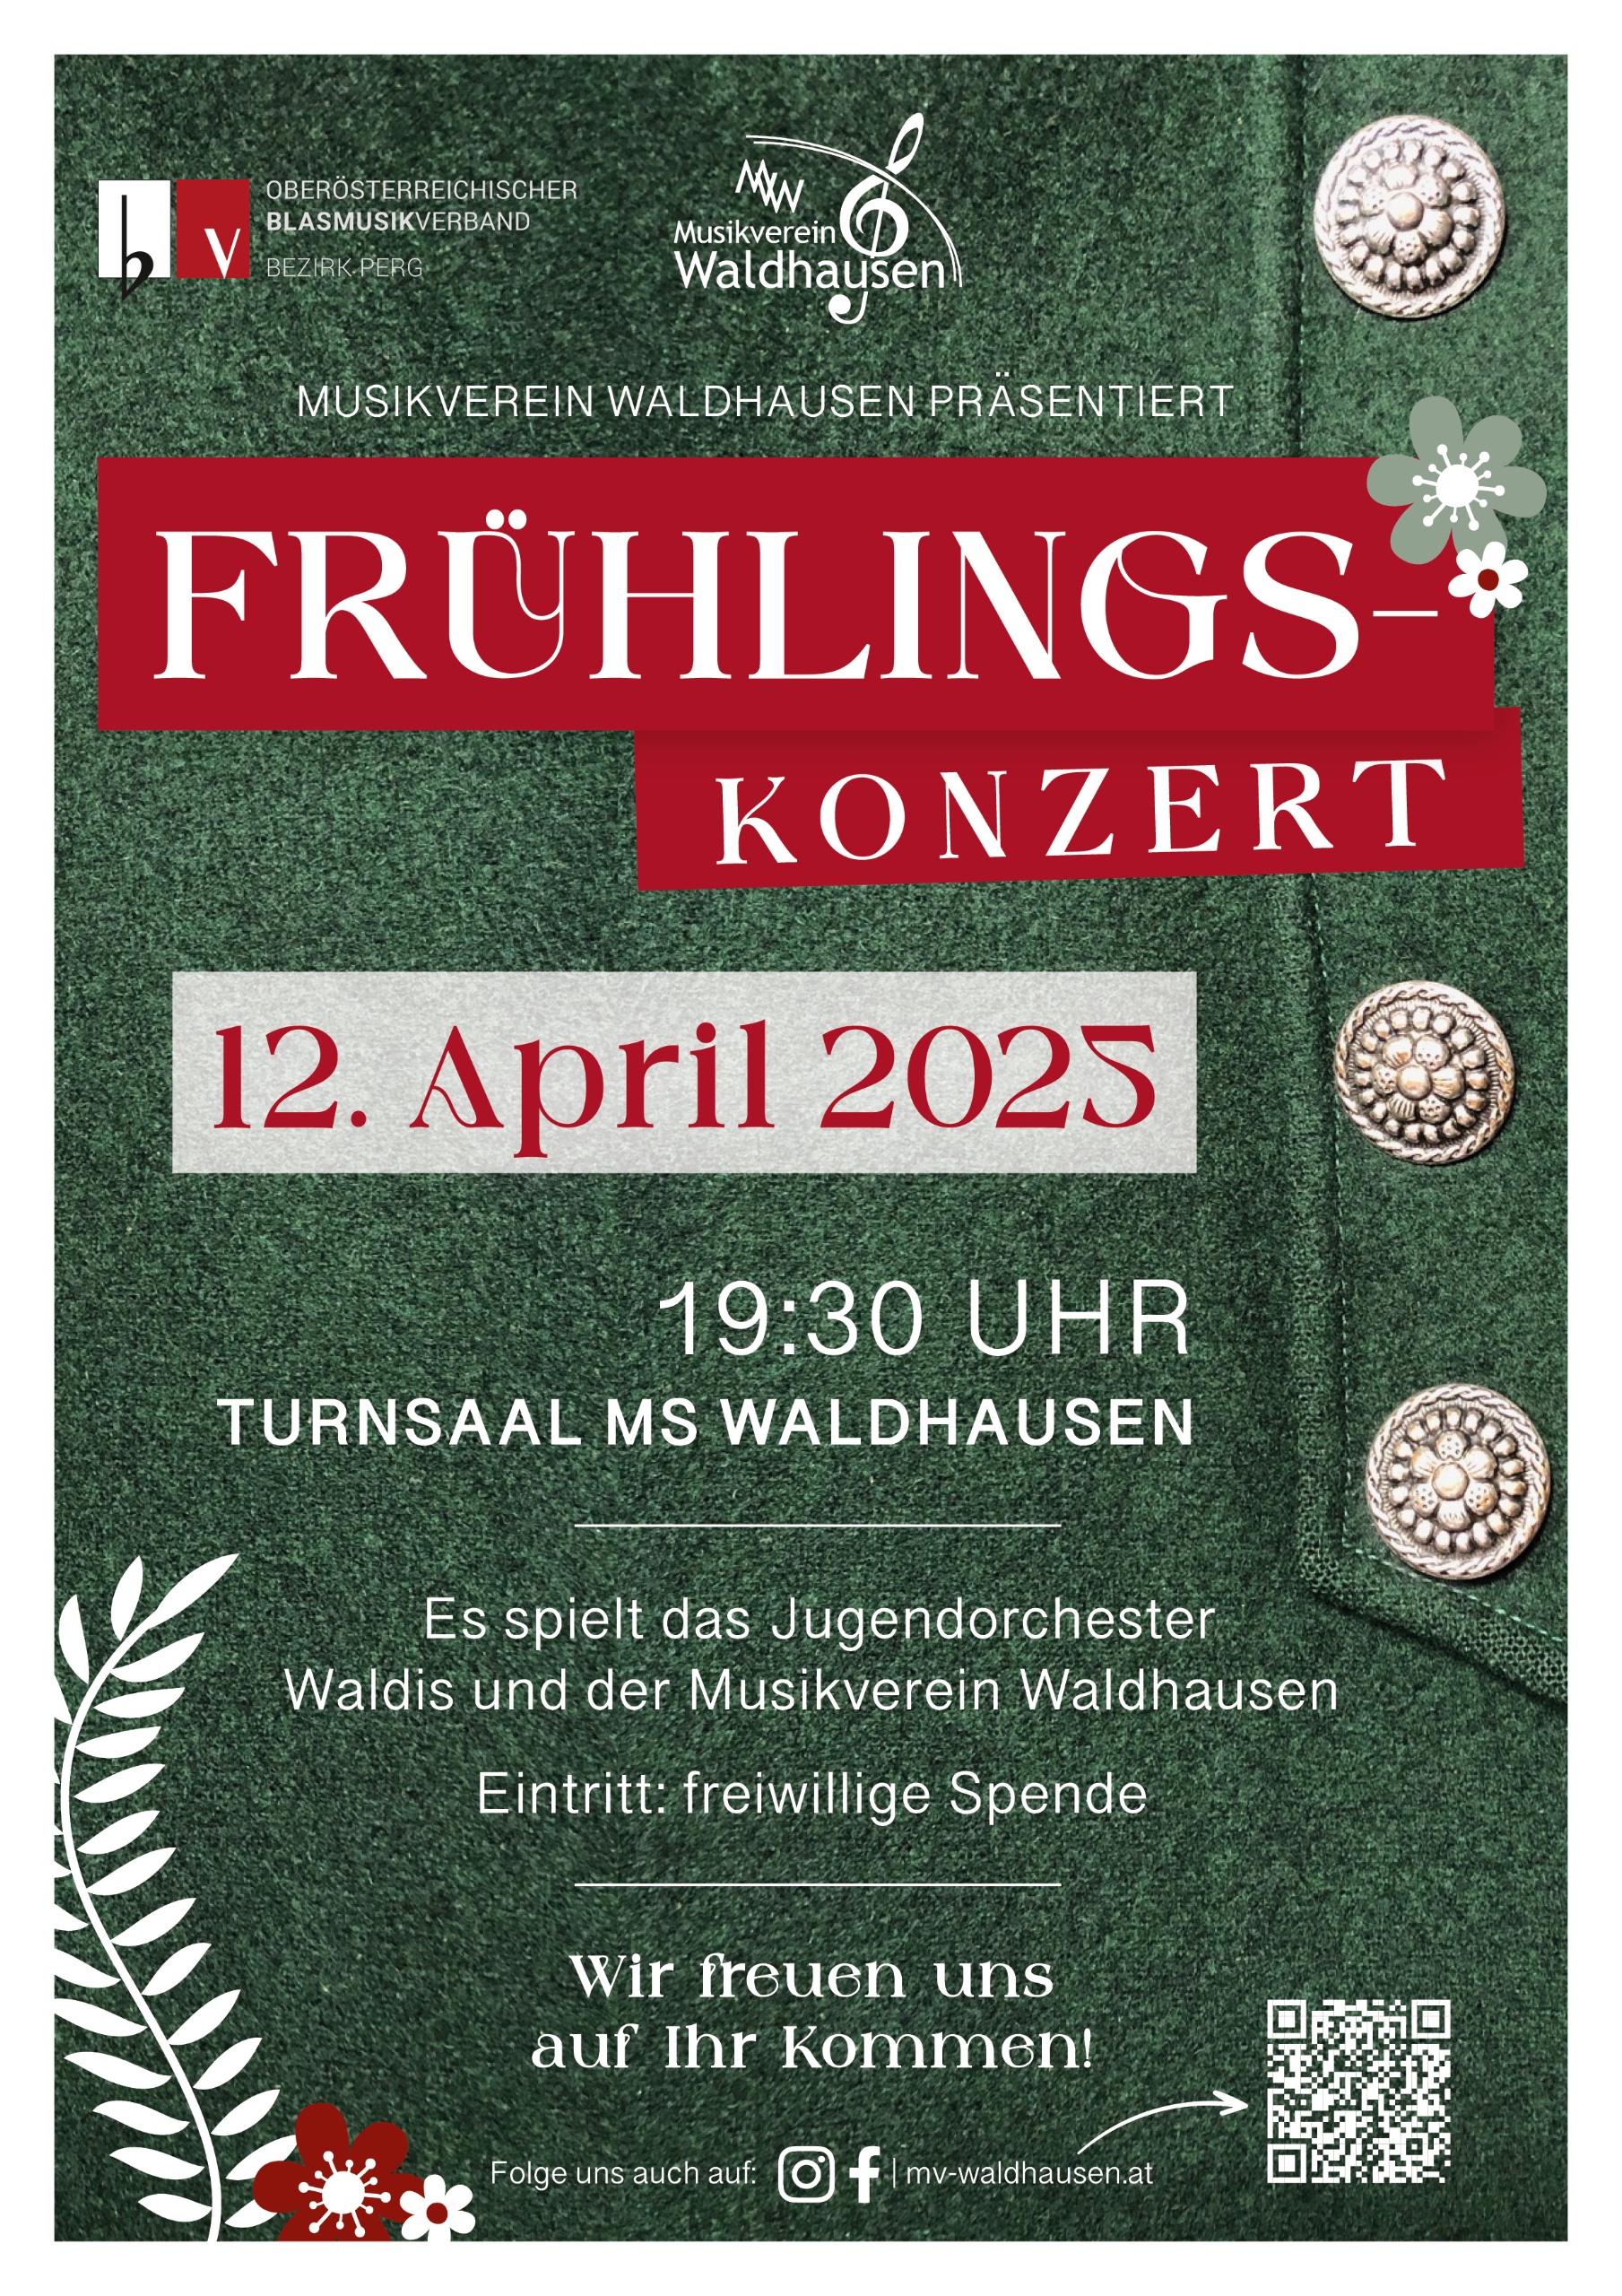 OBERÖSTERREICHISCHER
BLASMUSIKVERBAND
BEZIRK PERG
MVW
Musikverein
Waldhausen
MUSIKVEREIN WALDHAUSEN PRÄSENTIERT
FRÜHLINGS-
KONZERT
12. April 2025
19:30 UHR
TURNSAAL MS WALDHAUSEN
Es spielt das Jugendorchester
Waldis und der Musikverein Waldhausen
Eintritt: freiwillige Spende
Wir freuen uns
auf Ihr Kommen!
Folge uns auch auf: | mv-waldhausen.at